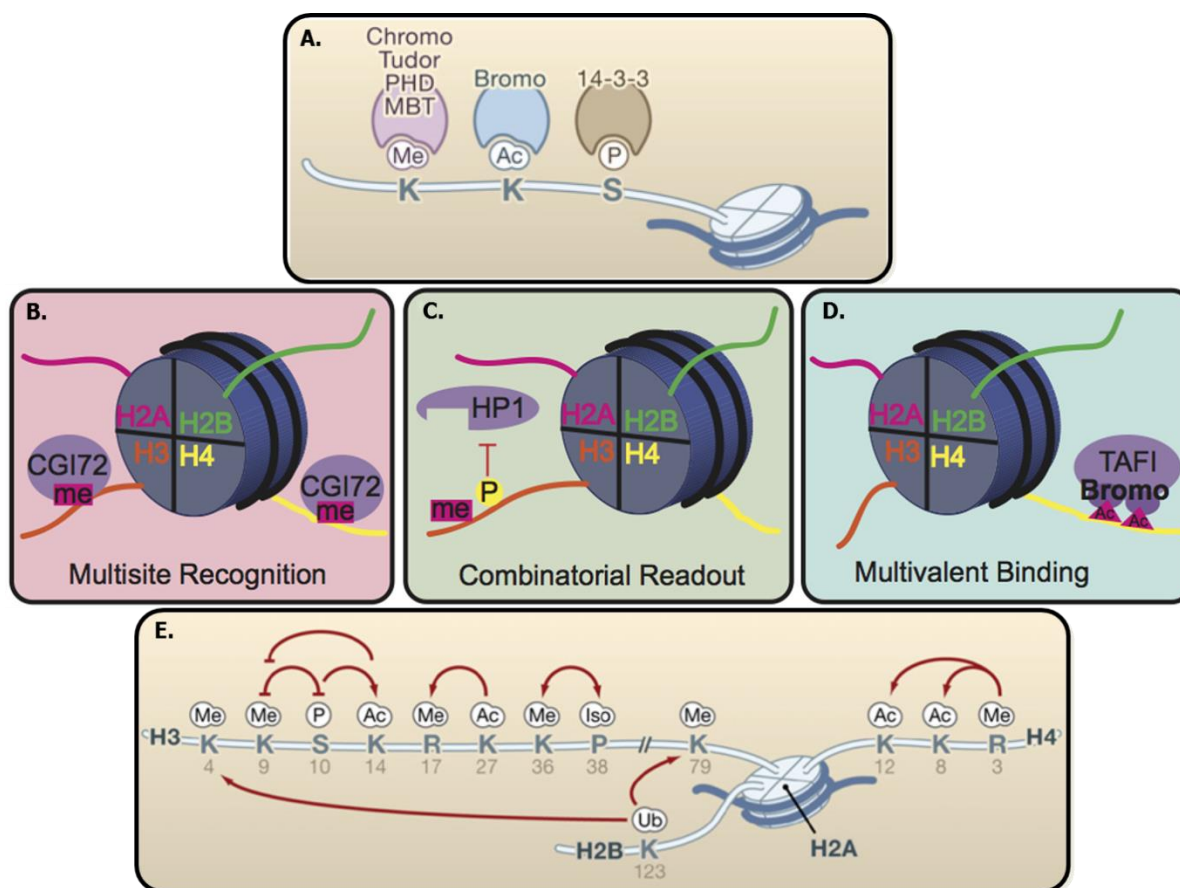 A.
Chromo
Tudor
PHD
MBT
Bromo
14-3-3
Me
Ac
P
K
K
S
B.
H2A
H2B
H3
H4
CGI72
me
CGI72
me
Multisite Recognition
C.
HP1
H2A
H2B
H3
H4
P
me
Combinatorial Readout
D.
H2A
H2B
H3
H4
TAFI
Bromo
Ac
Ac
Multivalent Binding
E.
Me Me P Ac Me Ac Me Iso Me Ac Ac Me
H3 K K S K R K K P // K K K R H4
4 9 10 14 17 27 36 38 79 12 8 3
Ub
H2B K H2A
123